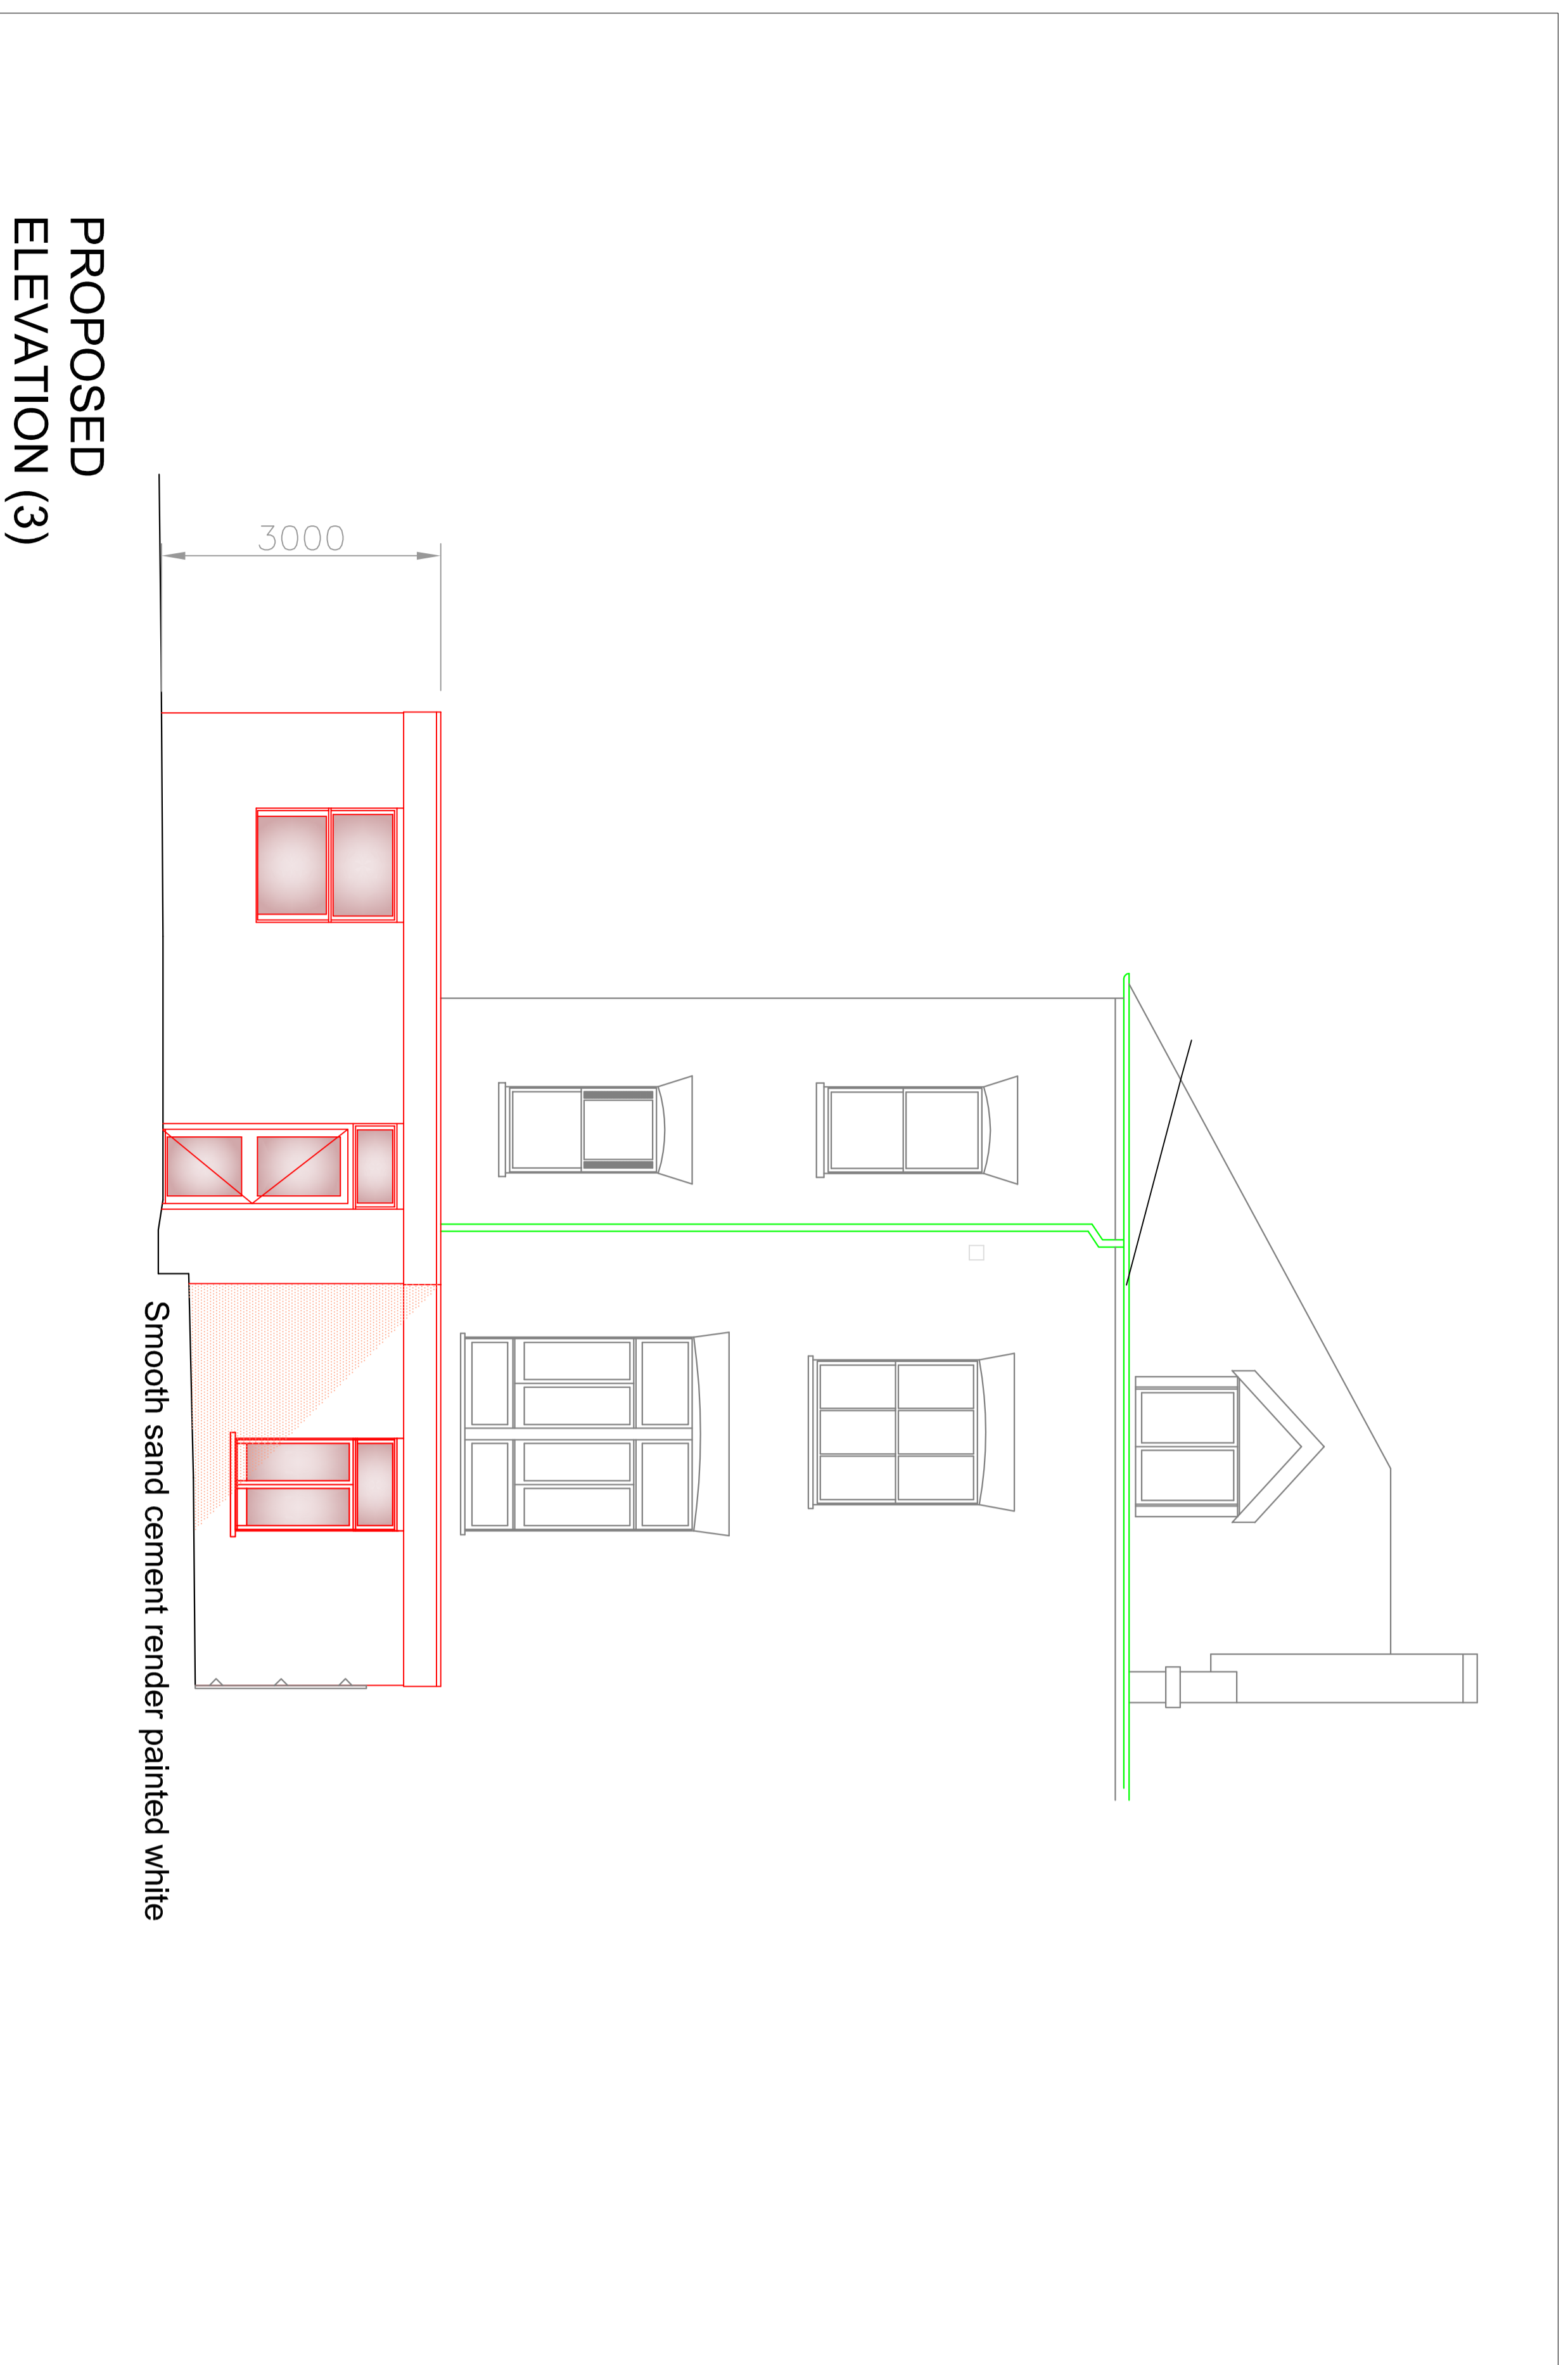 3000
Smooth sand cement render painted white
PROPOSED
ELEVATION (3)